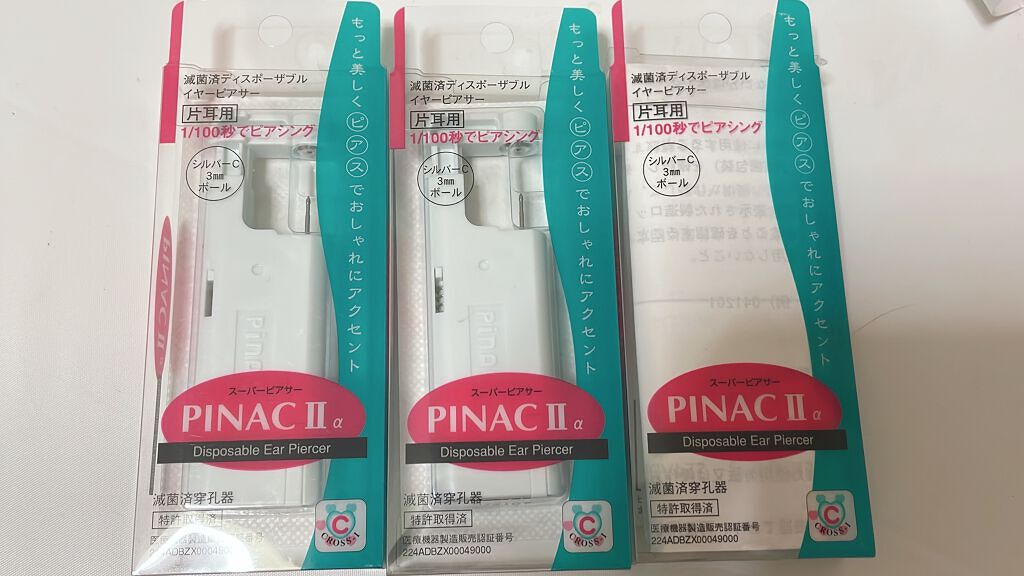 滅菌済ディスポーザブル
イヤーピアサー
片耳用
1/100秒でピアシング
シルバーC
3mm
ボール
もっと美しくピアスでおしゃれにアクセント
PINAC II
Pina
スーパーピアサー
PINAC II α
Disposable Ear Piercer
滅菌済穿孔器
特許取得済
医療機器製造販売認証番号
224ADBZX00049000
C
CROSS-1
滅菌済ディスポーザブル
イヤーピアサー
片耳用
1/100秒でピアシング
シルバーC
3mm
ボール
もっと美しくピアスでおしゃれにアクセント
Pina
スーパーピアサー
PINAC II α
Disposable Ear Piercer
滅菌済穿孔器
特許取得済
医療機器製造販売認証番号
224ADBZX00049000
C
CROSS-1
滅菌済ディスポーザブル
イヤーピアサー
片耳用
1/100秒でピアシング
シルバーC
3mm
ボール
もっと美しくピアスでおしゃれにアクセント
スーパーピアサー
PINAC II α
Disposable Ear Piercer
滅菌済穿孔器
特許取得済
医療機器製造販売認証番号
224ADBZX00049000
C
CROSS-1